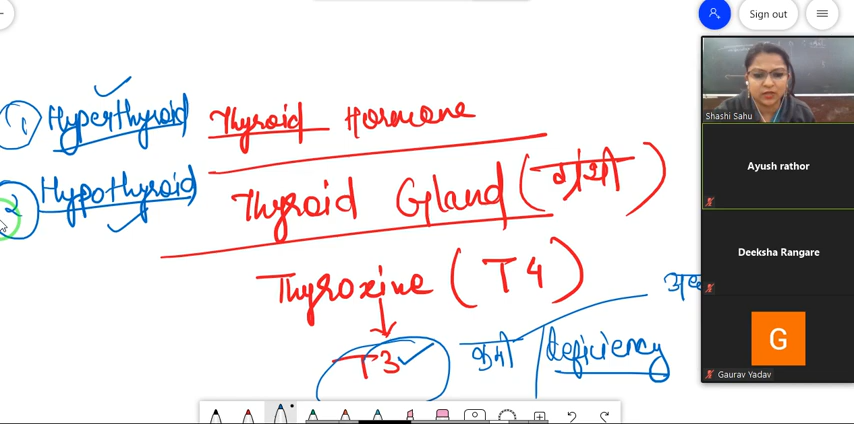 Sign out
① Hyperthyroid Thyroid Hormone
Shashi Sahu
② Hypothyroid Thyroid Gland (ग्रंथी)
Ayush rathor
Thyroxine (T4)
Deeksha Rangare
T3 कमी / deficiency
G
Gaurav Yadav